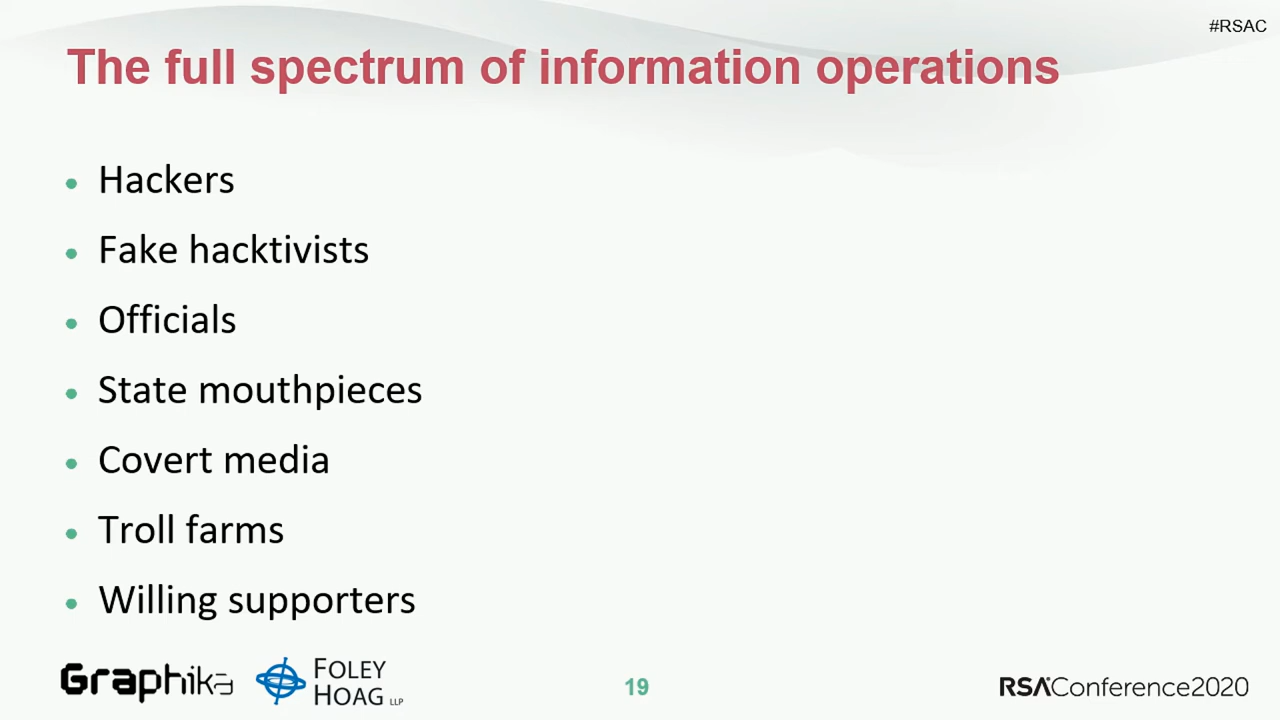 #RSAC
The full spectrum of information operations
• Hackers
• Fake hacktivists
• Officials
• State mouthpieces
• Covert media
• Troll farms
• Willing supporters
Graphika
FOLEY
HOAG LLP
19
RSAConference2020